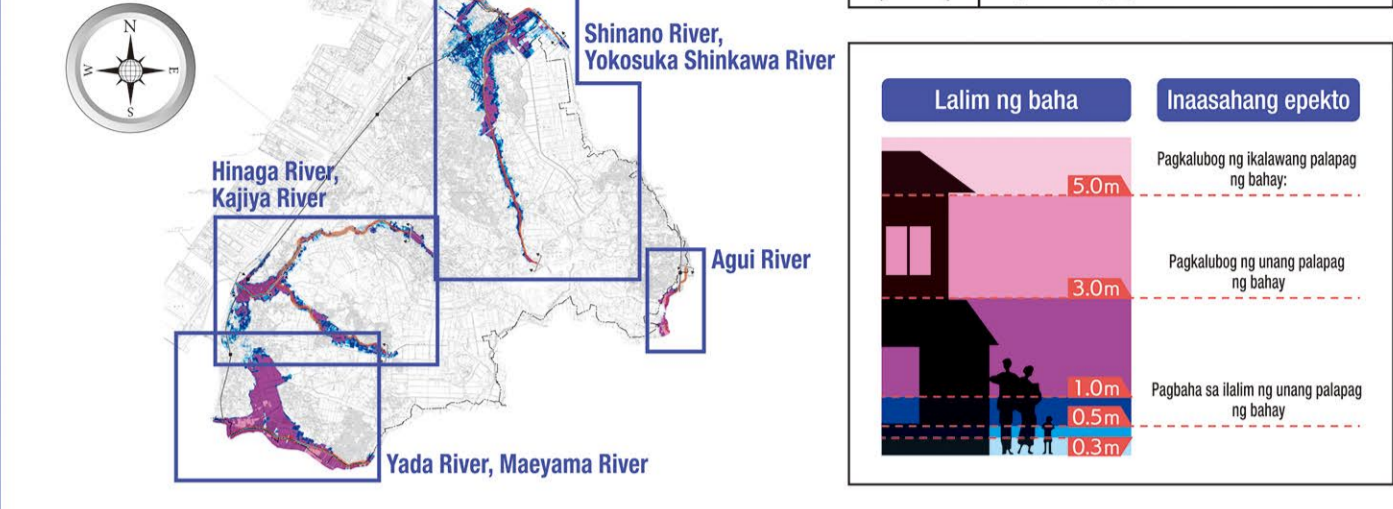 N
W
E
S
Shinano River,
Yokosuka Shinkawa River
Hinaga River,
Kajiya River
Agui River
Yada River, Maeyama River
Lalim ng baha
Inaasahang epekto
5.0m
Pagkalubog ng ikalawang palapag
ng bahay:
3.0m
Pagkalubog ng unang palapag
ng bahay
1.0m
0.5m
0.3m
Pagbaha sa ilalim ng unang palapag
ng bahay